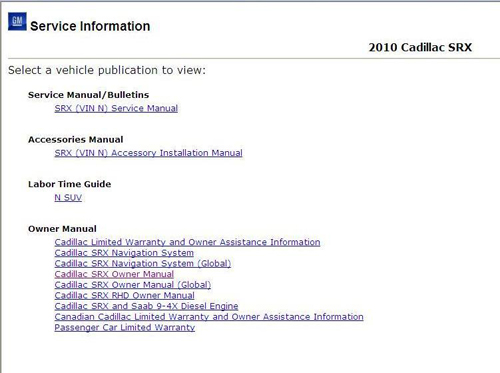 GM Service Information
2010 Cadillac SRX
Select a vehicle publication to view:
Service Manual/Bulletins
SRX (VIN N) Service Manual
Accessories Manual
SRX (VIN N) Accessory Installation Manual
Labor Time Guide
N SUV
Owner Manual
Cadillac Limited Warranty and Owner Assistance Information
Cadillac SRX Navigation System
Cadillac SRX Navigation System (Global)
Cadillac SRX Owner Manual
Cadillac SRX Owner Manual (Global)
Cadillac SRX RHD Owner Manual
Cadillac SRX and Saab 9-4X Diesel Engine
Canadian Cadillac Limited Warranty and Owner Assistance Information
Passenger Car Limited Warranty